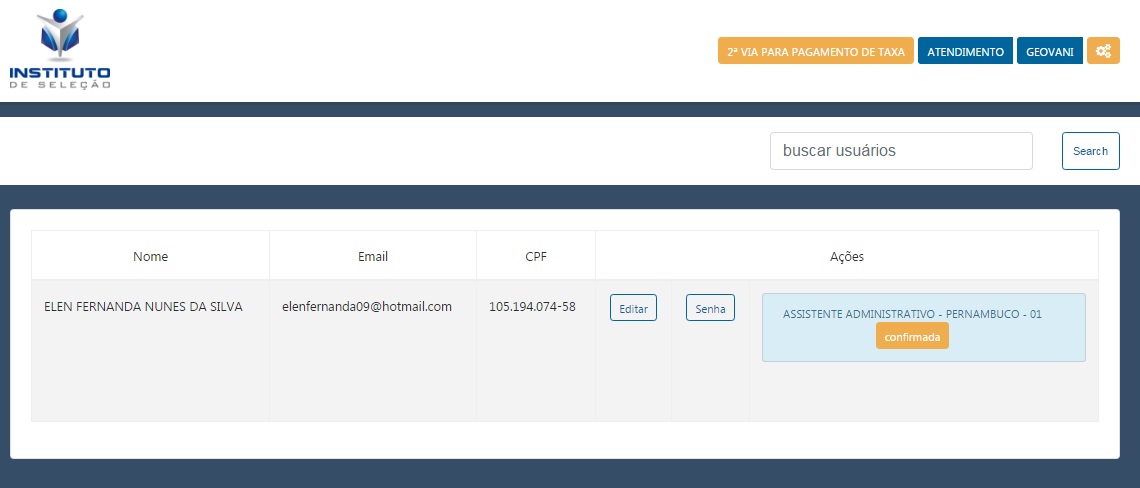 INSTITUTO
DE SELEÇÃO
2ª VIA PARA PAGAMENTO DE TAXA ATENDIMENTO GEOVANI
buscar usuários Search
Nome Email CPF Ações
ELEN FERNANDA NUNES DA SILVA elenfernanda09@hotmail.com 105.194.074-58 Editar Senha ASSISTENTE ADMINISTRATIVO - PERNAMBUCO - 01
confirmada